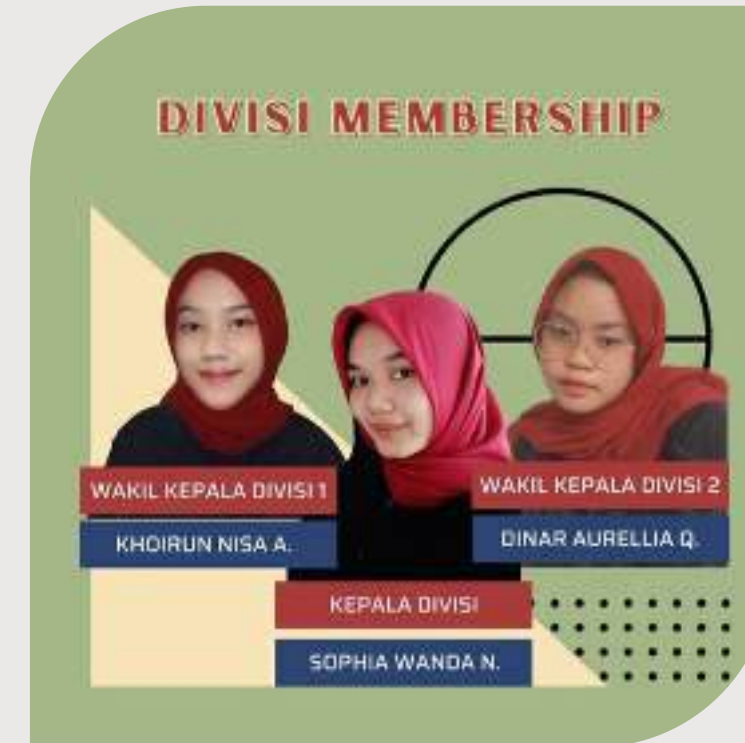 DIVISI MEMBERSHIP
WAKIL KEPALA DIVISI 1
KHOIRUN NISA A.
WAKIL KEPALA DIVISI 2
DINAR AURELLIA Q.
KEPALA DIVISI
SOPHIA WANDA N.